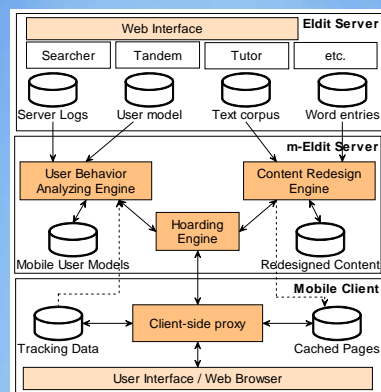 Eldit Server
Web Interface
Searcher
Tandem
Tutor
etc.
Server Logs
User model
Text corpus
Word entries
m-Eldit Server
User Behavior
Analyzing Engine
Content Redesign
Engine
Hoarding
Engine
Mobile User Models
Redesigned Content
Mobile Client
Client-side proxy
Tracking Data
Cached Pages
User Interface / Web Browser